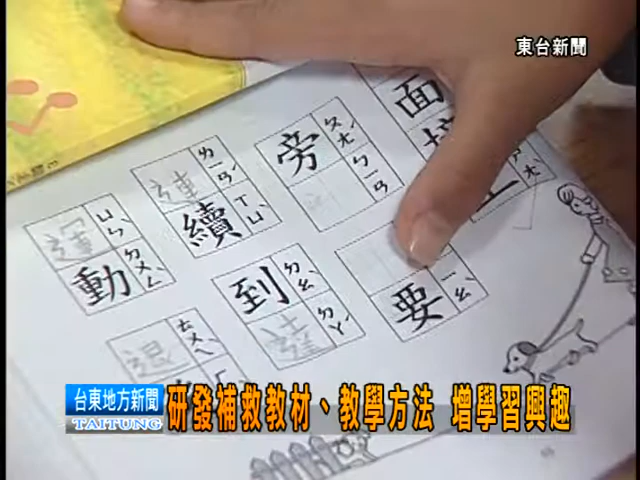 東台新聞
面
旁 ㄆㄤˊ ㄅㄧㄢ
連續 ㄌㄧㄢˊ ㄒㄩˋ
運動 ㄩㄣˋ ㄉㄨㄥˋ
要 ㄧㄠˋ
到達 ㄉㄠˋ ㄉㄚˊ
退 ㄊㄨㄟˋ
台東地方新聞
TAITUNG
研發補救教材、教學方法 增學習興趣